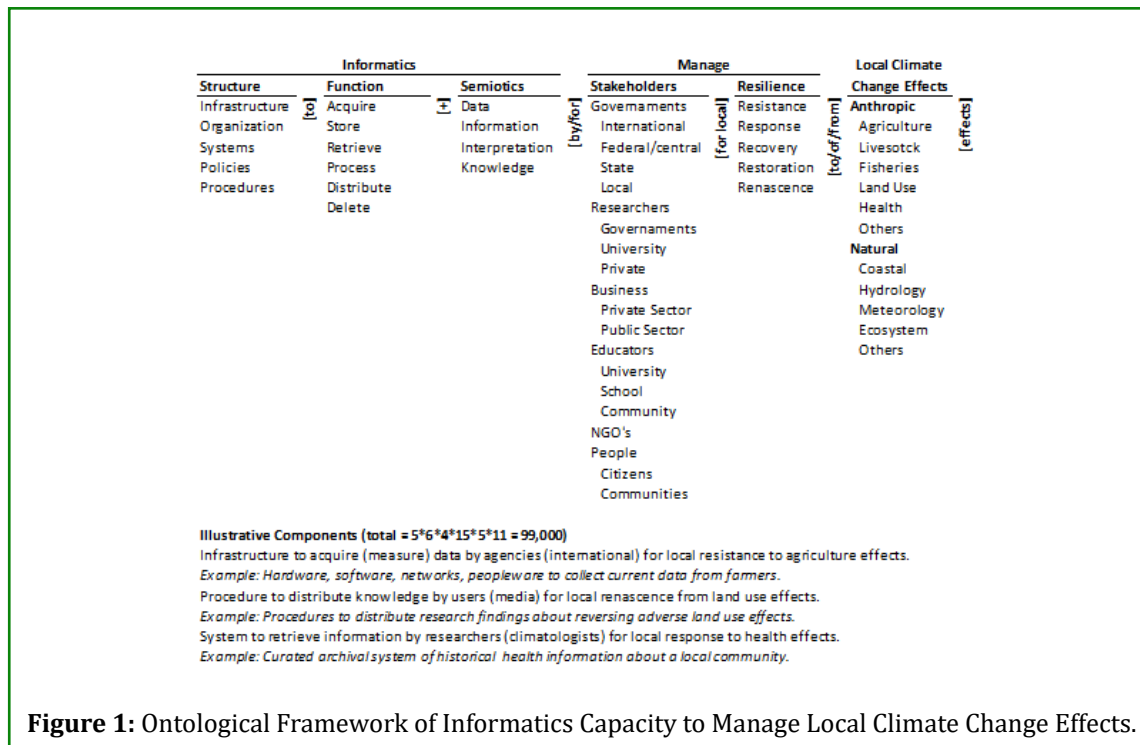 Informatics Manage Local Climate
Structure Function Semiotics Stakeholders Resilience Change Effects
Infrastructure [to] Acquire [+] Data [by/for] Governaments [for local] Resistance [to/of/from] Anthropic [effects]
Organization Store Information International Response Agriculture
Systems Retrieve Interpretation Federal/central Recovery Livesotck
Policies Process Knowledge State Restoration Fisheries
Procedures Distribute Local Renascence Land Use
Delete Researchers Health
Governaments Others
University Natural
Private Coastal
Business Hydrology
Private Sector Meteorology
Public Sector Ecosystem
Educators Others
University
School
Community
NGO's
People
Citizens
Communities
Illustrative Components (total = 5*6*4*15*5*11 = 99,000)
Infrastructure to acquire (measure) data by agencies (international) for local resistance to agriculture effects.
Example: Hardware, software, networks, peopleware to collect current data from farmers.
Procedure to distribute knowledge by users (media) for local renascence from land use effects.
Example: Procedures to distribute research findings about reversing adverse land use effects.
System to retrieve information by researchers (climatologists) for local response to health effects.
Example: Curated archival system of historical health information about a local community.
Figure 1: Ontological Framework of Informatics Capacity to Manage Local Climate Change Effects.